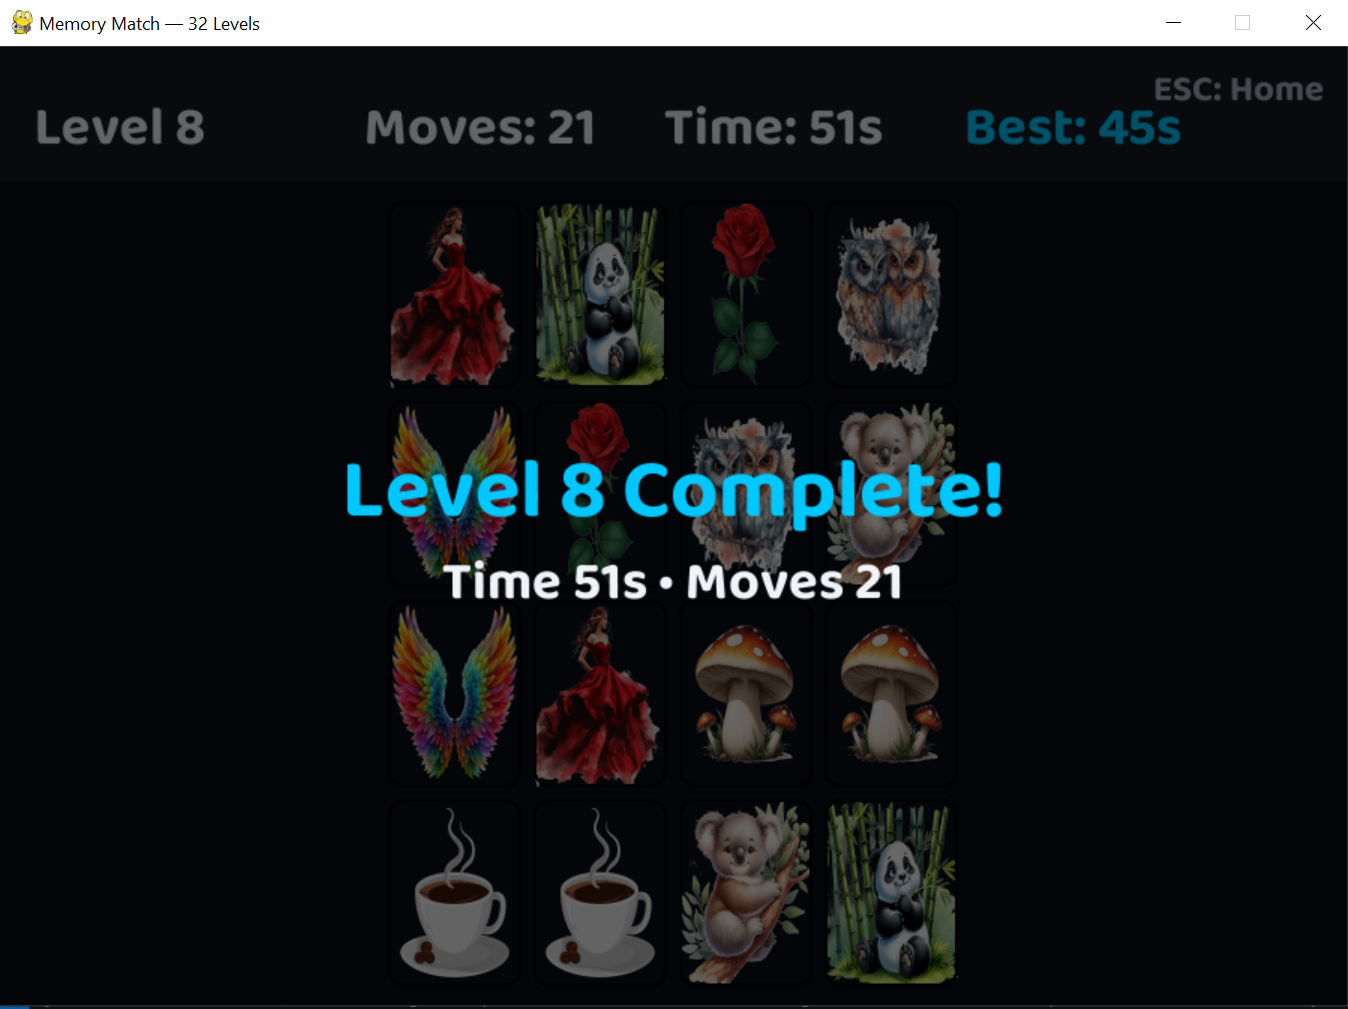 Memory Match — 32 Levels
ESC: Home
Level 8 Moves: 21 Time: 51s Best: 45s
Level 8 Complete!
Time 51s • Moves 21